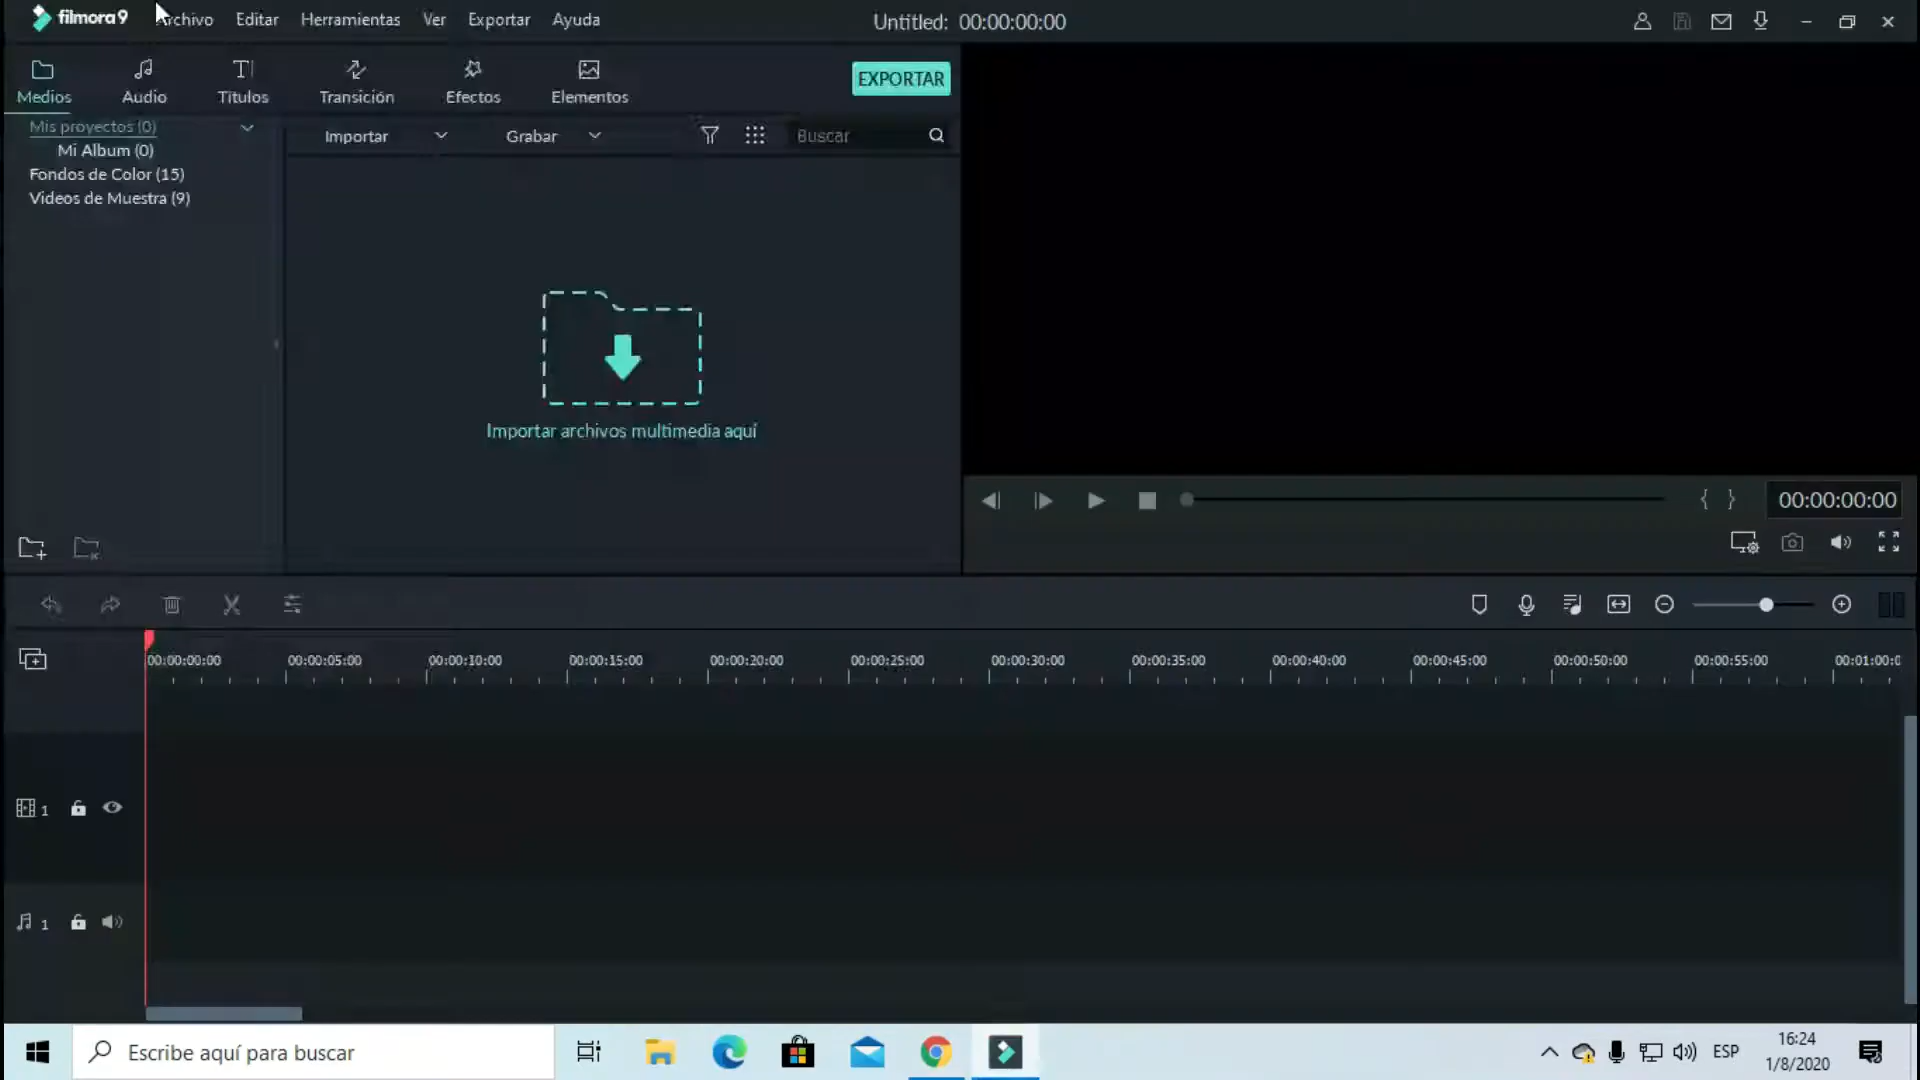 filmora9 Archivo Editar Herramientas Ver Exportar Ayuda Untitled: 00:00:00:00
Medios Audio Títulos Transición Efectos Elementos EXPORTAR
Mis proyectos (0)
Mi Album (0)
Fondos de Color (15)
Videos de Muestra (9)
Importar Grabar Buscar
Importar archivos multimedia aquí
{ } 00:00:00:00
00:00:00:00 00:00:05:00 00:00:10:00 00:00:15:00 00:00:20:00 00:00:25:00 00:00:30:00 00:00:35:00 00:00:40:00 00:00:45:00 00:00:50:00 00:00:55:00 00:01:00:0
1
1
Escribe aquí para buscar
ESP
16:24
1/8/2020